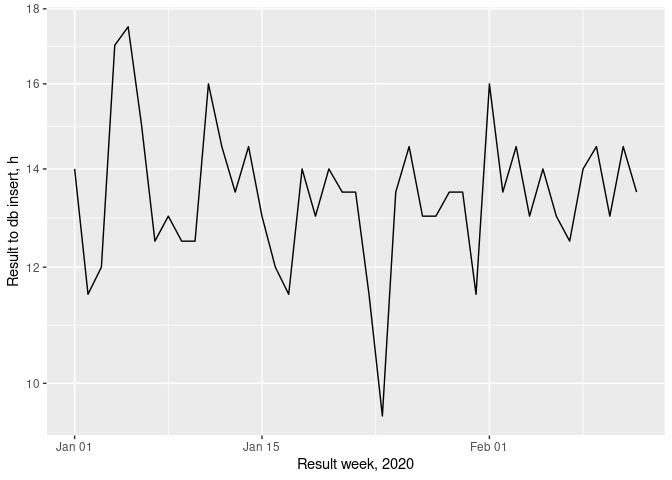 18
16
14
12
10
Result to db insert, h
Jan 01
Jan 15
Feb 01
Result week, 2020